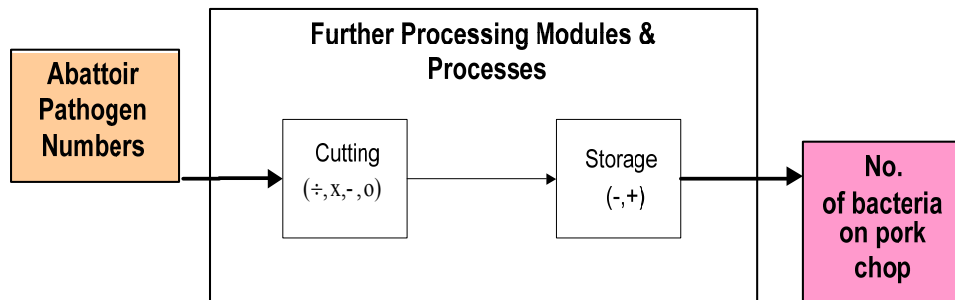 Abattoir
Pathogen
Numbers
Further Processing Modules &
Processes
Cutting
(÷,x,-,o)
Storage
(-,+)
No.
of bacteria
on pork
chop